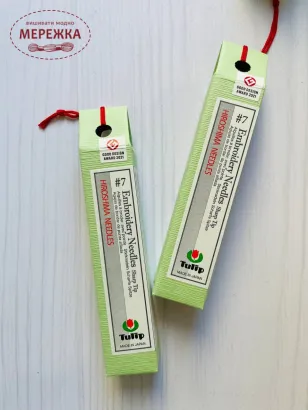 вишивати модно
МЕРЕЖКА
GOOD DESIGN
AWARD 2021
#7
Embroidery Needles Sharp Tip
HIROSHIMA NEEDLES
Tulip
MADE IN JAPAN
GOOD DESIGN
AWARD 2021
#7
Embroidery Needles Sharp Tip
HIROSHIMA NEEDLES
Tulip
MADE IN JAPAN